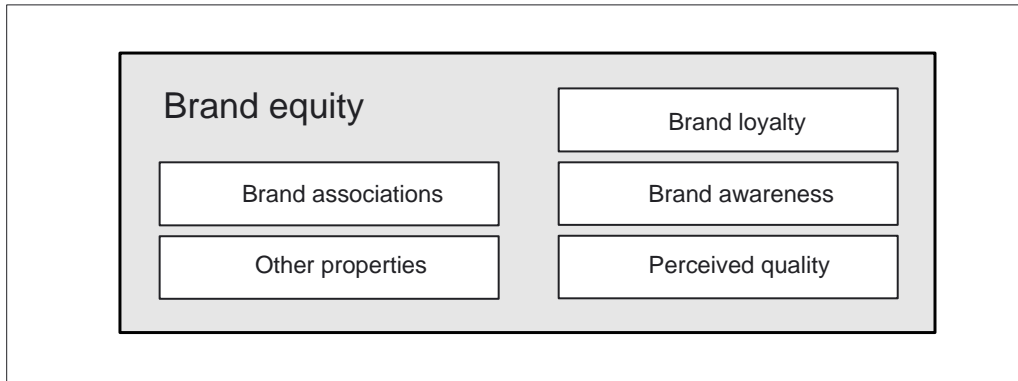 Brand equity
Brand loyalty
Brand associations
Brand awareness
Other properties
Perceived quality